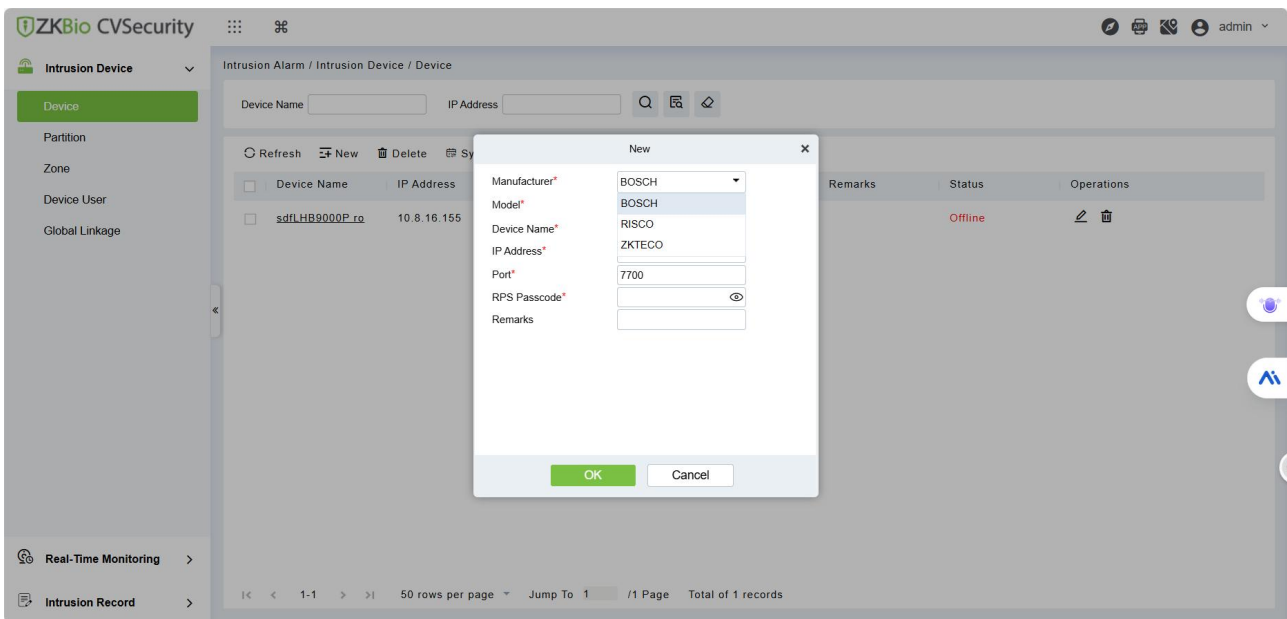 ZKBio CVSecurity
admin
Intrusion Device
Intrusion Alarm / Intrusion Device / Device
Device
Device Name
IP Address
Partition
Zone
Device User
Global Linkage
Refresh New Delete
Device Name IP Address Remarks Status Operations
sdfLHB9000P ro 10.8.16.155 Offline
New
Manufacturer* BOSCH
Model* BOSCH
Device Name* RISCO
IP Address* ZKTECO
Port* 7700
RPS Passcode*
Remarks
OK Cancel
Real-Time Monitoring
Intrusion Record
1-1 50 rows per page Jump To 1 /1 Page Total of 1 records